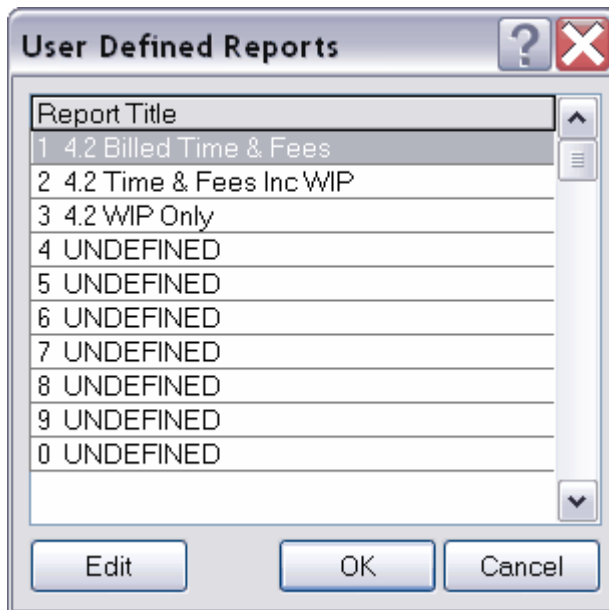 User Defined Reports
Report Title
1 4.2 Billed Time & Fees
2 4.2 Time & Fees Inc WIP
3 4.2 WIP Only
4 UNDEFINED
5 UNDEFINED
6 UNDEFINED
7 UNDEFINED
8 UNDEFINED
9 UNDEFINED
0 UNDEFINED
Edit OK Cancel